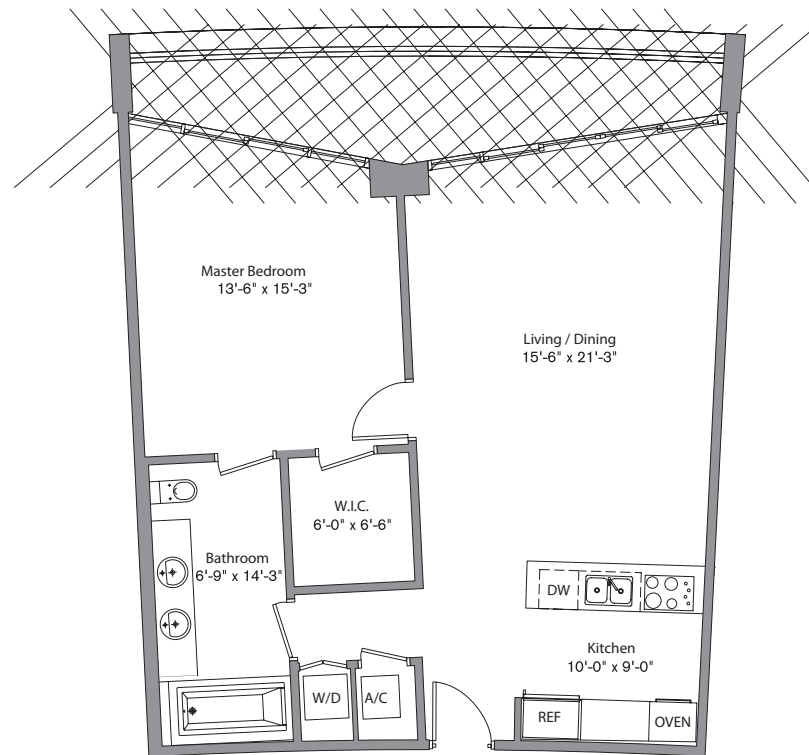 Master Bedroom
13'-6" x 15'-3"
Living / Dining
15'-6" x 21'-3"
W.I.C.
6'-0" x 6'-6"
Bathroom
6'-9" x 14'-3"
DW
Kitchen
10'-0" x 9'-0"
W/D
A/C
REF
OVEN